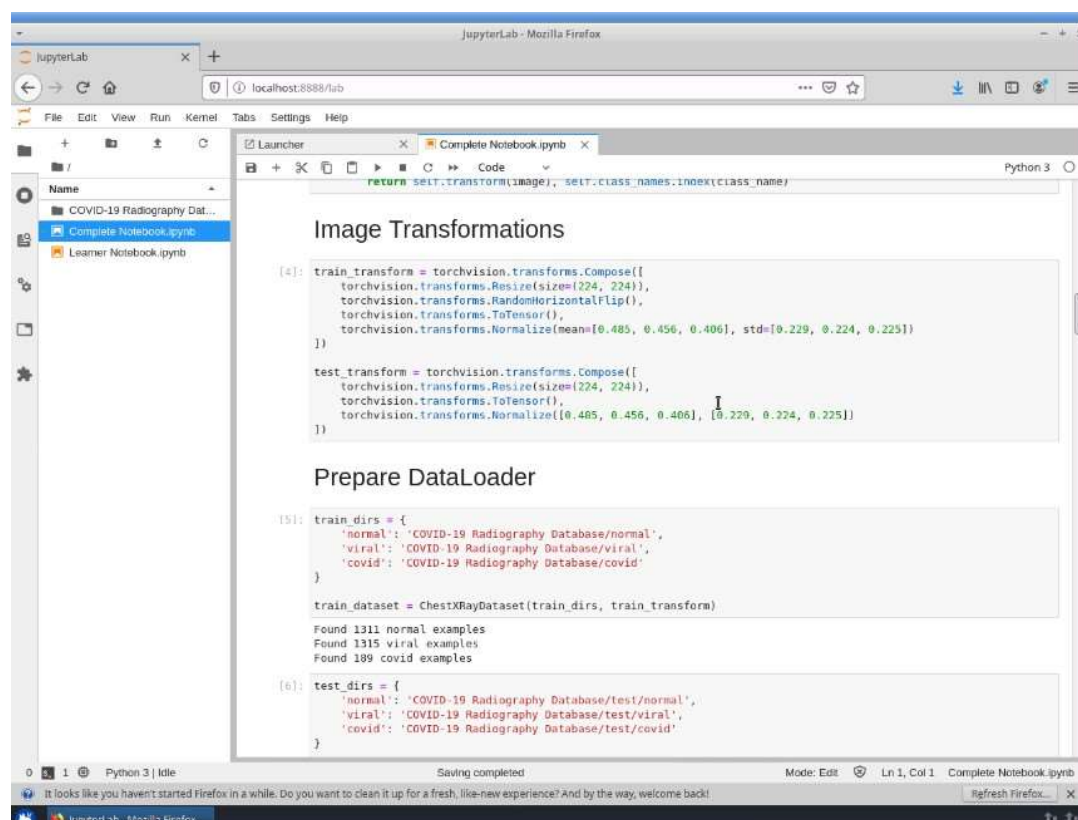 JupyterLab - Mozilla Firefox
JupyterLab
localhost:8888/lab
File Edit View Run Kernel Tabs Settings Help
Launcher
Complete Notebook.ipynb
/
Code
Python 3
Name
COVID-19 Radiography Dat...
Complete Notebook.ipynb
Learner Notebook.ipynb
return self.transform(image), self.class_names.index(class_name)
Image Transformations
[4]: train_transform = torchvision.transforms.Compose([
torchvision.transforms.Resize(size=(224, 224)),
torchvision.transforms.RandomHorizontalFlip(),
torchvision.transforms.ToTensor(),
torchvision.transforms.Normalize(mean=[0.485, 0.456, 0.406], std=[0.229, 0.224, 0.225])
])
test_transform = torchvision.transforms.Compose([
torchvision.transforms.Resize(size=(224, 224)),
torchvision.transforms.ToTensor(),
torchvision.transforms.Normalize([0.485, 0.456, 0.406], [0.229, 0.224, 0.225])
])
Prepare DataLoader
[5]: train_dirs = {
'normal': 'COVID-19 Radiography Database/normal',
'viral': 'COVID-19 Radiography Database/viral',
'covid': 'COVID-19 Radiography Database/covid'
}
train_dataset = ChestXRayDataset(train_dirs, train_transform)
Found 1311 normal examples
Found 1315 viral examples
Found 189 covid examples
[6]: test_dirs = {
'normal': 'COVID-19 Radiography Database/test/normal',
'viral': 'COVID-19 Radiography Database/test/viral',
'covid': 'COVID-19 Radiography Database/test/covid'
}
0 1 Python 3 | Idle Saving completed Mode: Edit Ln 1, Col 1 Complete Notebook.ipynb
It looks like you haven't started Firefox in a while. Do you want to clean it up for a fresh, like-new experience? And by the way, welcome back! Refresh Firefox...
JupyterLab - Mozilla Firefox